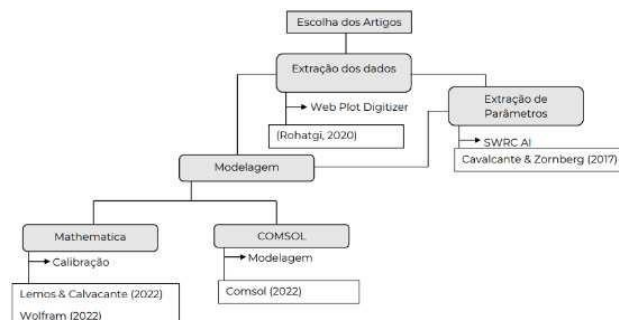 Escolha dos Artigos
Extração dos dados
Web Plot Digitizer
(Rohatgi, 2020)
Extração de
Parâmetros
SWRC AI
Cavalcante & Zornberg (2017)
Modelagem
Mathematica
Calibração
Lemos & Calvacante (2022)
Wolfram (2022)
COMSOL
Modelagem
Comsol (2022)